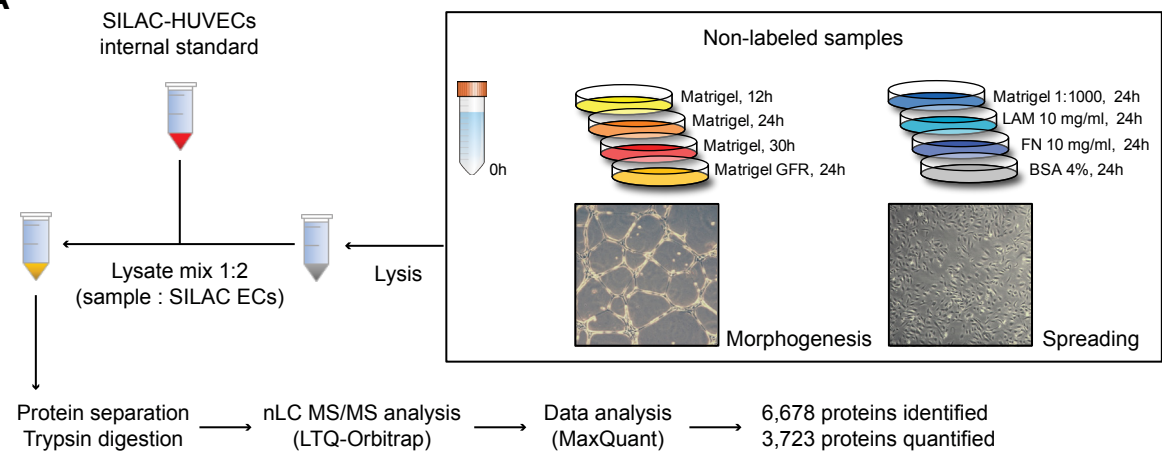 A
SILAC-HUVECs
internal standard
Non-labeled samples
0h
Matrigel, 12h
Matrigel, 24h
Matrigel, 30h
Matrigel GFR, 24h
Matrigel 1:1000, 24h
LAM 10 mg/ml, 24h
FN 10 mg/ml, 24h
BSA 4%, 24h
Lysate mix 1:2
(sample : SILAC ECs)
Lysis
Morphogenesis
Spreading
Protein separation
Trypsin digestion
nLC MS/MS analysis
(LTQ-Orbitrap)
Data analysis
(MaxQuant)
6,678 proteins identified
3,723 proteins quantified